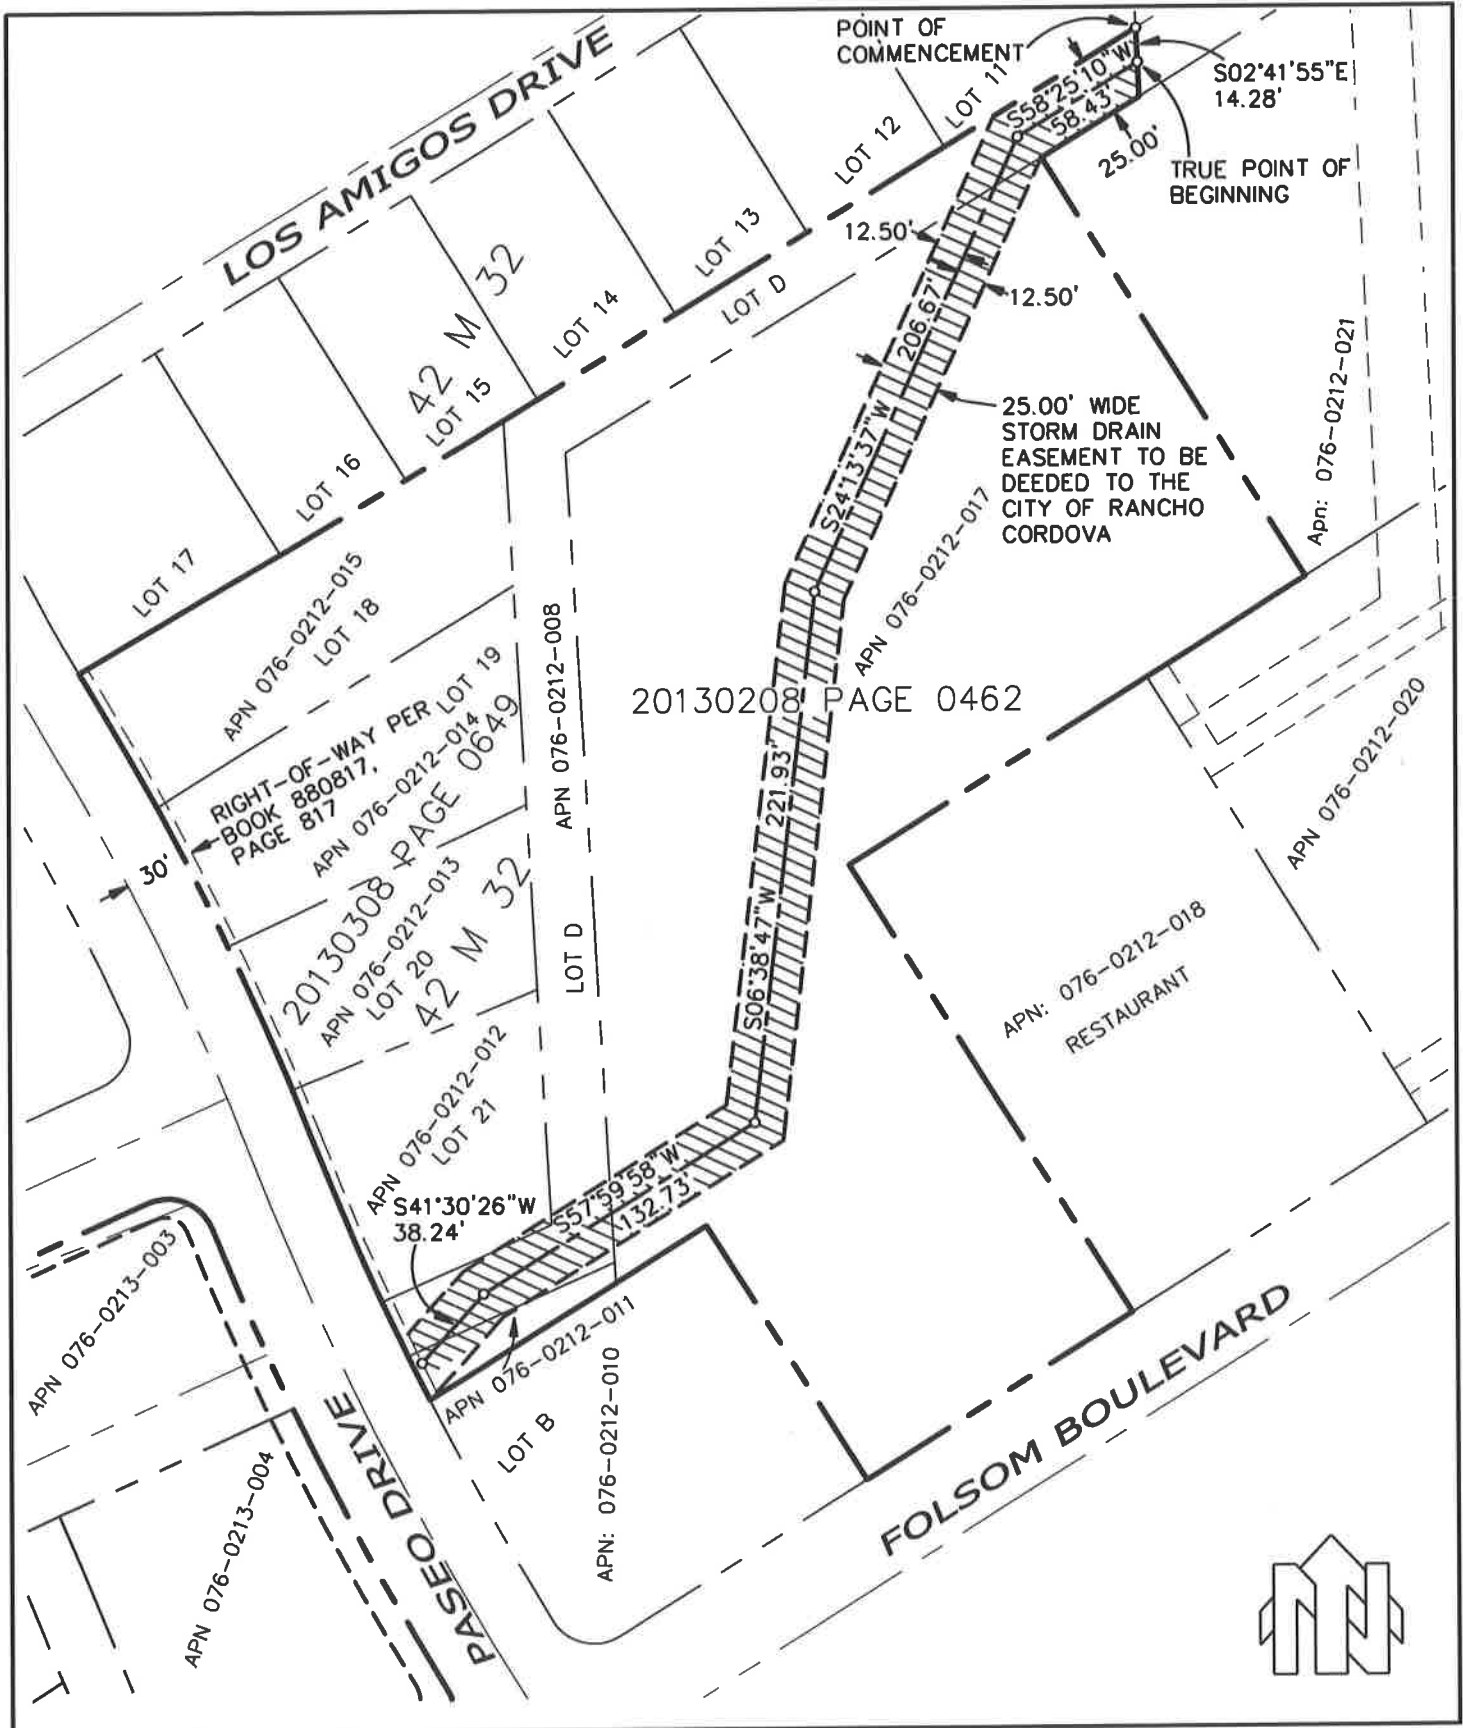 POINT OF
COMMENCEMENT
S02°41'55"E
14.28'
S58°25'10"W
58.43'
25.00'
TRUE POINT OF
BEGINNING
LOS AMIGOS DRIVE
LOT 11
LOT 12
LOT 13
LOT 14
LOT 15
LOT 16
LOT 17
42 M 32
LOT D
12.50'
12.50'
206.67'
S24°13'37"W
25.00' WIDE
STORM DRAIN
EASEMENT TO BE
DEEDED TO THE
CITY OF RANCHO
CORDOVA
Apn: 076-0212-021
APN 076-0212-017
APN 076-0212-015
LOT 18
APN 076-0212-008
LOT D
20130208 PAGE 0462
RIGHT-OF-WAY PER
BOOK 880817,
PAGE 817
LOT 19
APN 076-0212-014
20130308 PAGE 0649
APN 076-0212-013
LOT 20
42 M 32
30'
221.93'
S06°38'47"W
APN 076-0212-020
APN: 076-0212-018
RESTAURANT
APN 076-0212-012
LOT 21
S41°30'26"W
38.24'
S57°59'58"W
132.73'
APN 076-0212-011
APN: 076-0212-010
LOT B
APN 076-0213-003
APN 076-0213-004
PASEO DRIVE
FOLSOM BOULEVARD